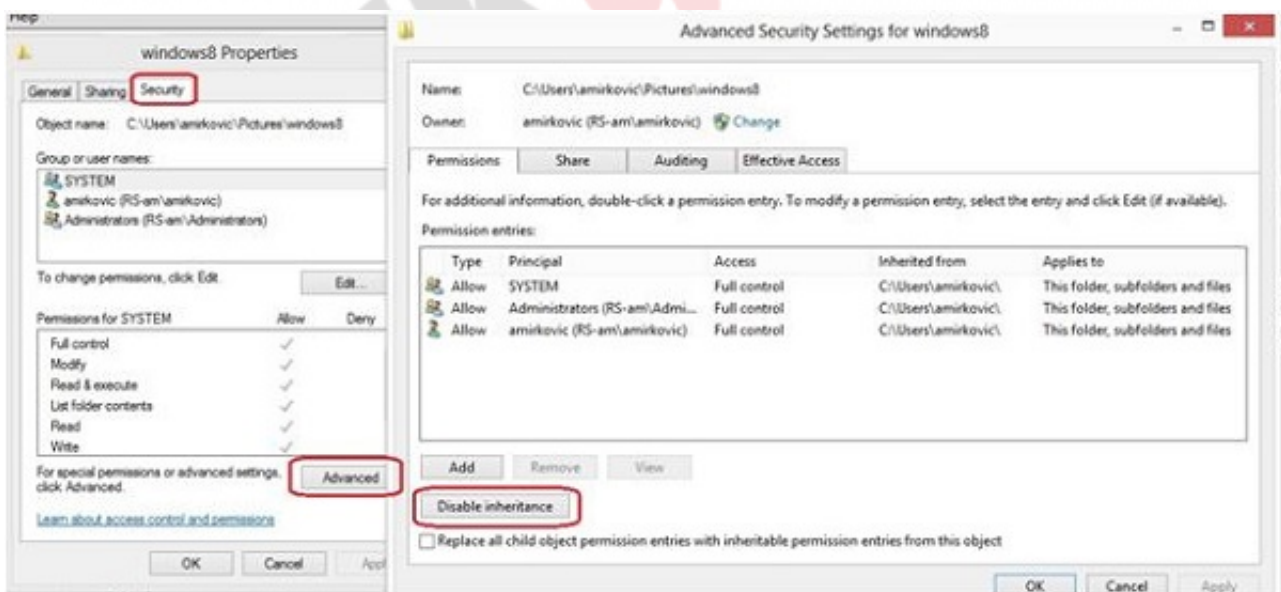 Help
windows8 Properties
General Sharing Security
Object name: C:\Users\amirkovic\Pictures\windows8
Group or user names:
SYSTEM
amirkovic (RS-am\amirkovic)
Administrators (RS-am\Administrators)
To change permissions, click Edit.
Edit...
Permissions for SYSTEM Allow Deny
Full control
Modify
Read & execute
List folder contents
Read
Write
For special permissions or advanced settings, click Advanced.
Advanced
Learn about access control and permissions
OK Cancel
Advanced Security Settings for windows8
Name: C:\Users\amirkovic\Pictures\windows8
Owner: amirkovic (RS-am\amirkovic) Change
Permissions Share Auditing Effective Access
For additional information, double-click a permission entry. To modify a permission entry, select the entry and click Edit (if available).
Permission entries:
Type Principal Access Inherited from Applies to
Allow SYSTEM Full control C:\Users\amirkovic\ This folder, subfolders and files
Allow Administrators (RS-am\Admi... Full control C:\Users\amirkovic\ This folder, subfolders and files
Allow amirkovic (RS-am\amirkovic) Full control C:\Users\amirkovic\ This folder, subfolders and files
Add Remove View
Disable inheritance
Replace all child object permission entries with inheritable permission entries from this object
OK Cancel Apply